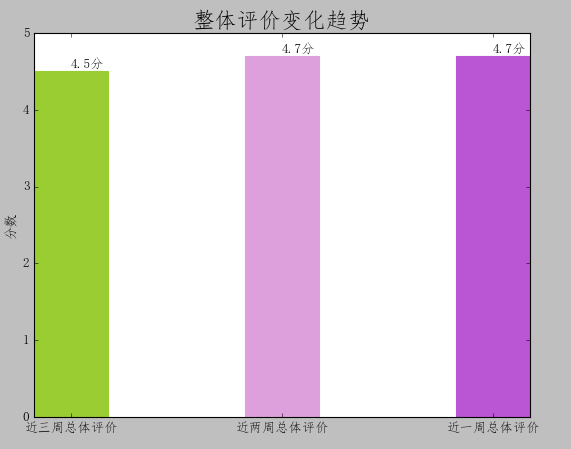 整体评价变化趋势
5
4.5分
4.7分
4.7分
4
3
分数
2
1
0
近三周总体评价
近两周总体评价
近一周总体评价